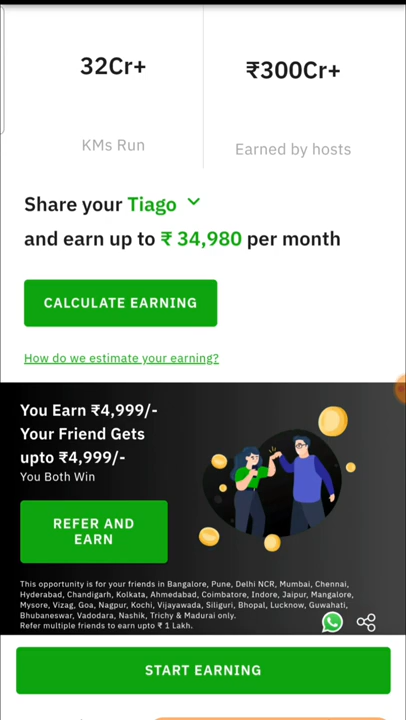 32Cr+
₹300Cr+
KMs Run
Earned by hosts
Share your Tiago
and earn up to ₹ 34,980 per month
CALCULATE EARNING
How do we estimate your earning?
You Earn ₹4,999/-
Your Friend Gets
upto ₹4,999/-
You Both Win
REFER AND
EARN
This opportunity is for your friends in Bangalore, Pune, Delhi NCR, Mumbai, Chennai,
Hyderabad, Chandigarh, Kolkata, Ahmedabad, Coimbatore, Indore, Jaipur, Mangalore,
Mysore, Vizag, Goa, Nagpur, Kochi, Vijayawada, Siliguri, Bhopal, Lucknow, Guwahati,
Bhubaneswar, Vadodara, Nashik, Trichy & Madurai only.
Refer multiple friends to earn upto ₹ 1 Lakh.
START EARNING